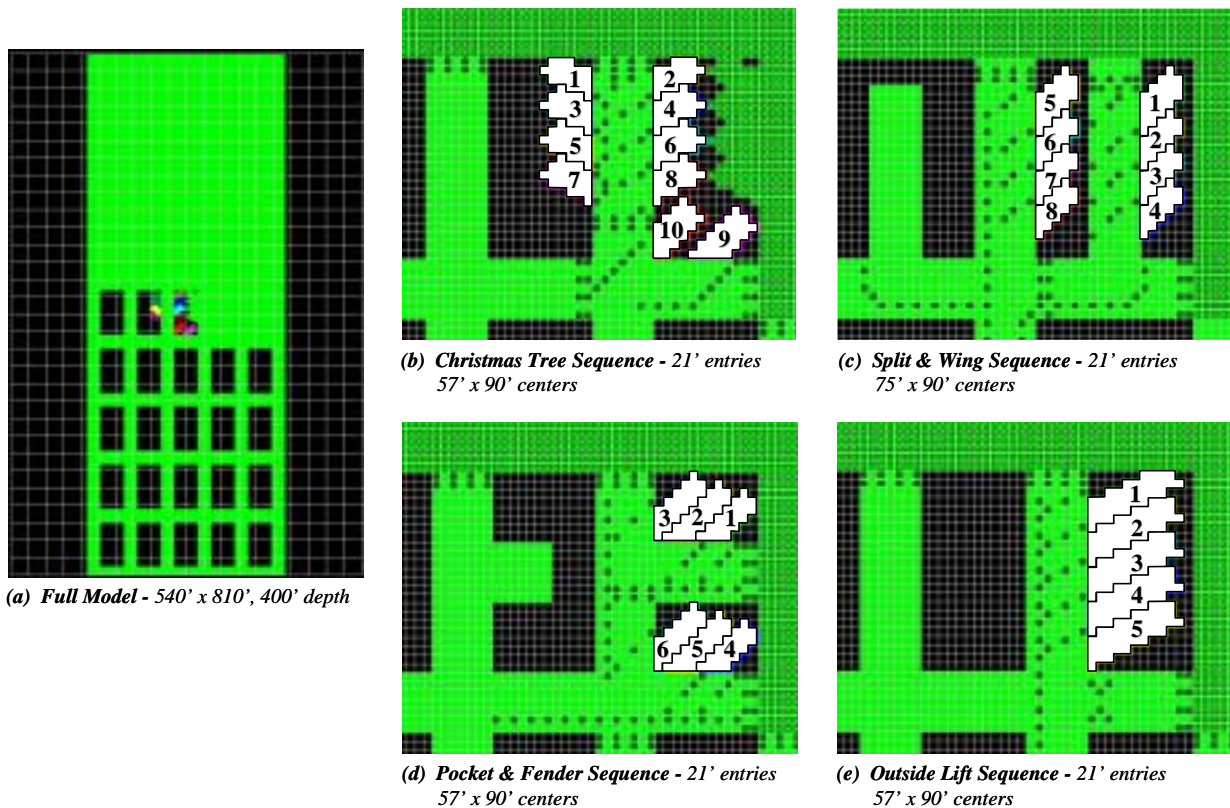 1
2
3
4
5
6
7
8
10
9
(b) Christmas Tree Sequence - 21' entries
57' x 90' centers
5
1
6
2
7
3
8
4
(c) Split & Wing Sequence - 21' entries
75' x 90' centers
(a) Full Model - 540' x 810', 400' depth
3 2 1
6 5 4
(d) Pocket & Fender Sequence - 21' entries
57' x 90' centers
1
2
3
4
5
(e) Outside Lift Sequence - 21' entries
57' x 90' centers